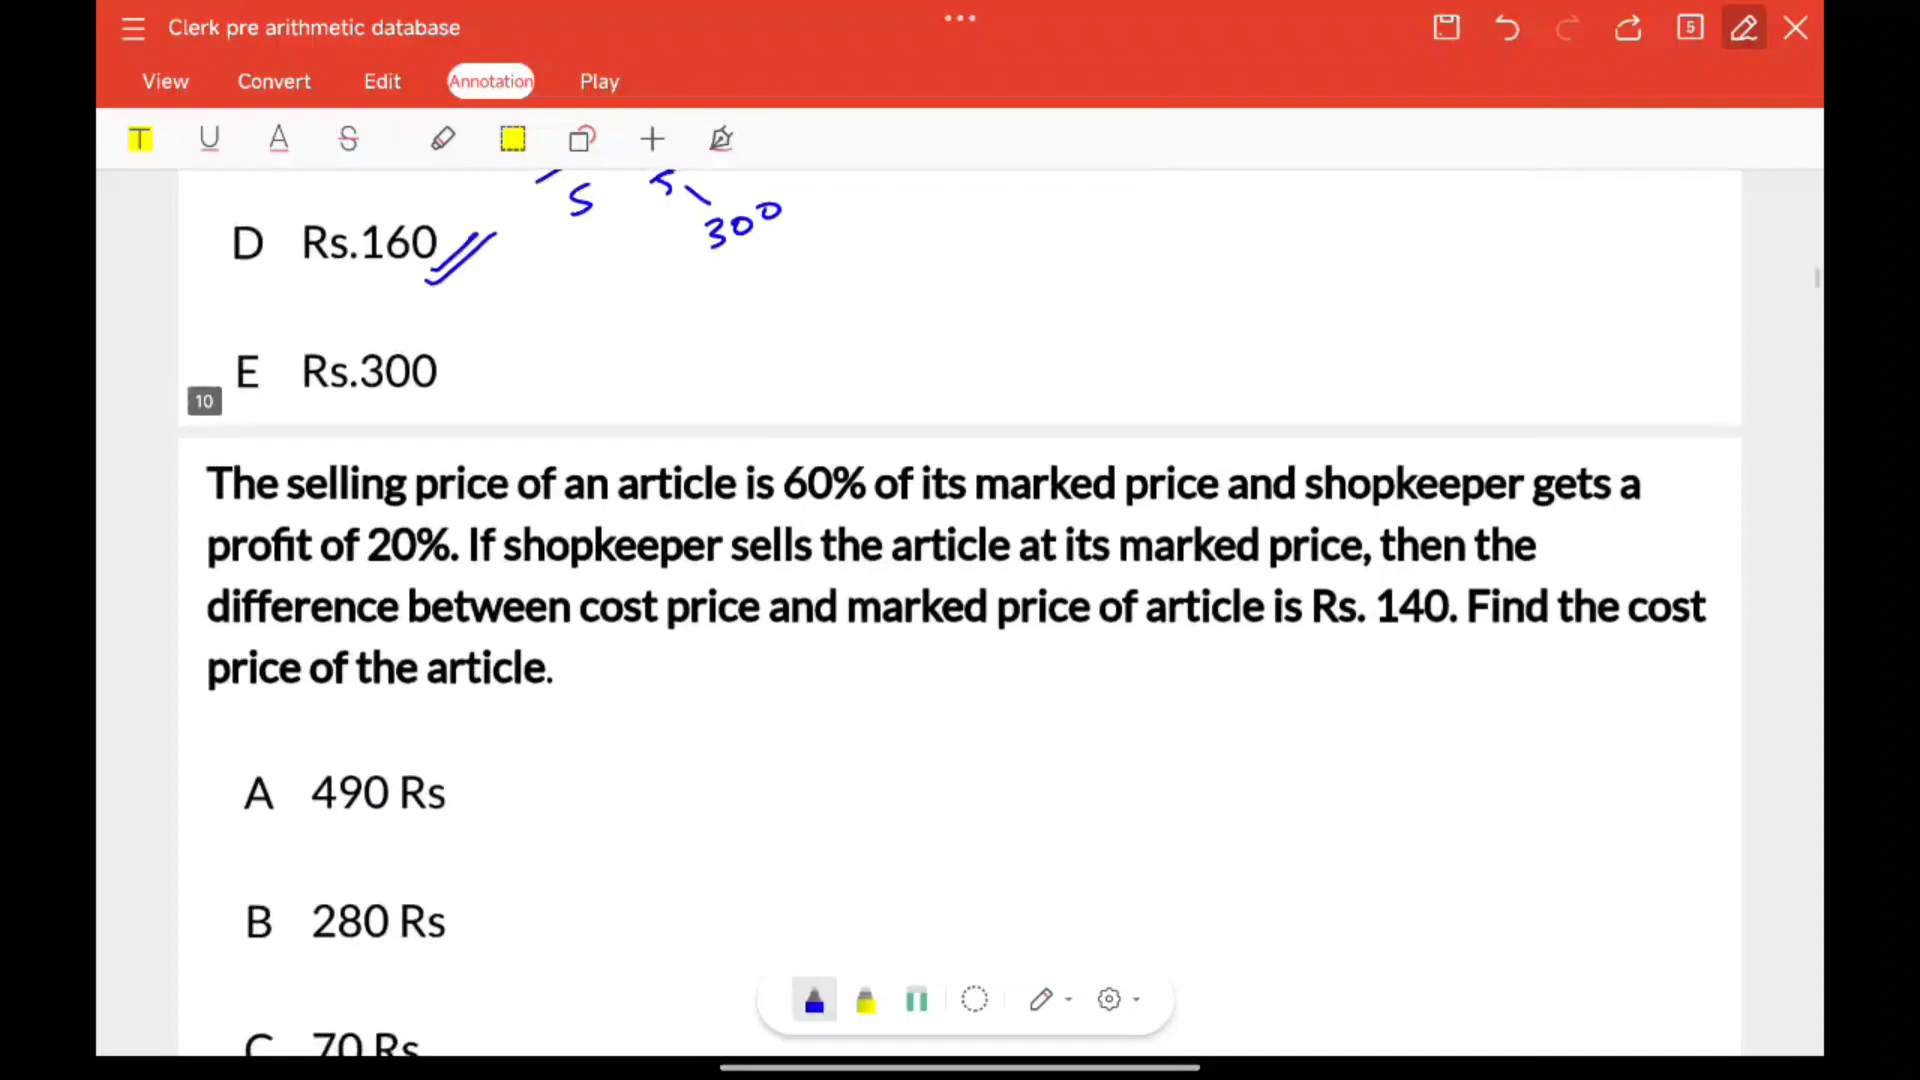 Clerk pre arithmetic database
5
View Convert Edit Annotation Play
T U A S
5 5
300
D Rs.160
E Rs.300
10
The selling price of an article is 60% of its marked price and shopkeeper gets a
profit of 20%. If shopkeeper sells the article at its marked price, then the
difference between cost price and marked price of article is Rs. 140. Find the cost
price of the article.
A 490 Rs
B 280 Rs
C 70 Rs